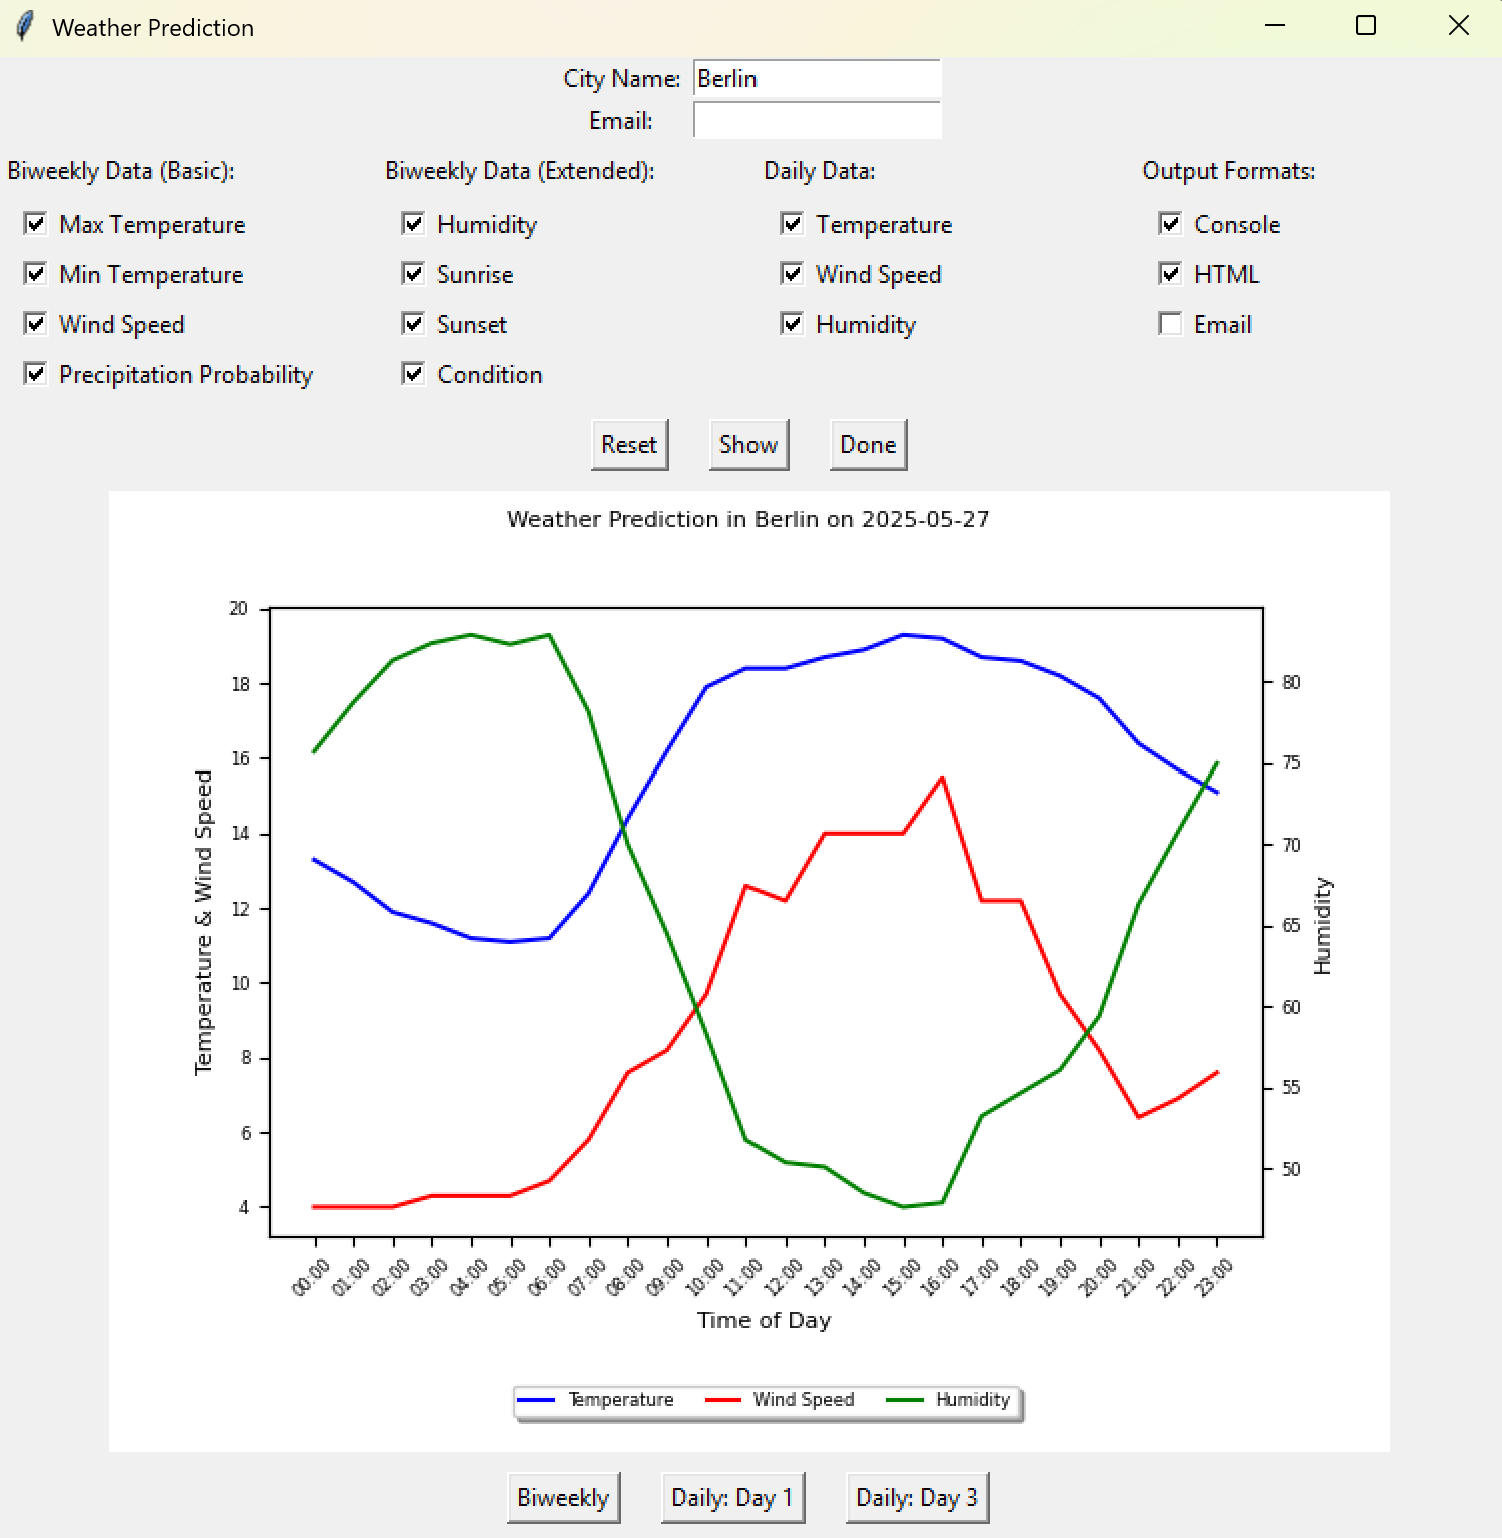 Weather Prediction
City Name: Berlin
Email:
Biweekly Data (Basic): Biweekly Data (Extended): Daily Data: Output Formats:
Max Temperature Humidity Temperature Console
Min Temperature Sunrise Wind Speed HTML
Wind Speed Sunset Humidity Email
Precipitation Probability Condition
Reset Show Done
Weather Prediction in Berlin on 2025-05-27
20
18 80
16 75
14 70
12 65
10 60
8 55
6 50
4
Temperature & Wind Speed
Humidity
00:00 01:00 02:00 03:00 04:00 05:00 06:00 07:00 08:00 09:00 10:00 11:00 12:00 13:00 14:00 15:00 16:00 17:00 18:00 19:00 20:00 21:00 22:00 23:00
Time of Day
Temperature Wind Speed Humidity
Biweekly Daily: Day 1 Daily: Day 3